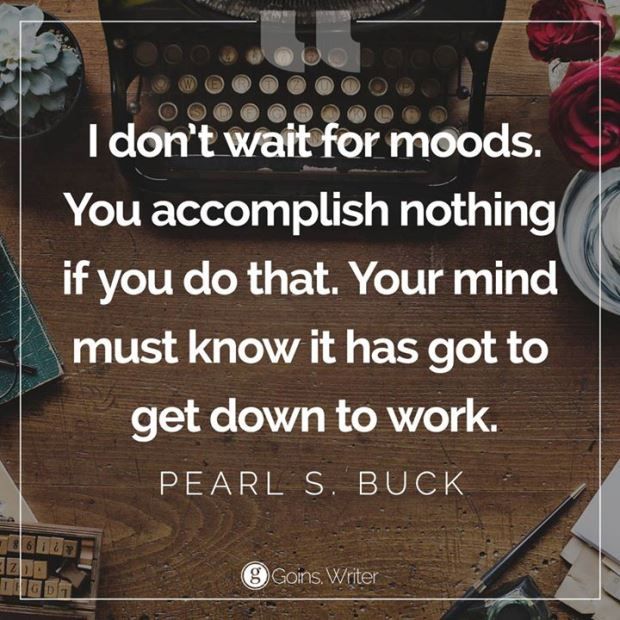 I don't wait for moods.
You accomplish nothing
if you do that. Your mind
must know it has got to
get down to work.
PEARL S. BUCK
g Goins, Writer